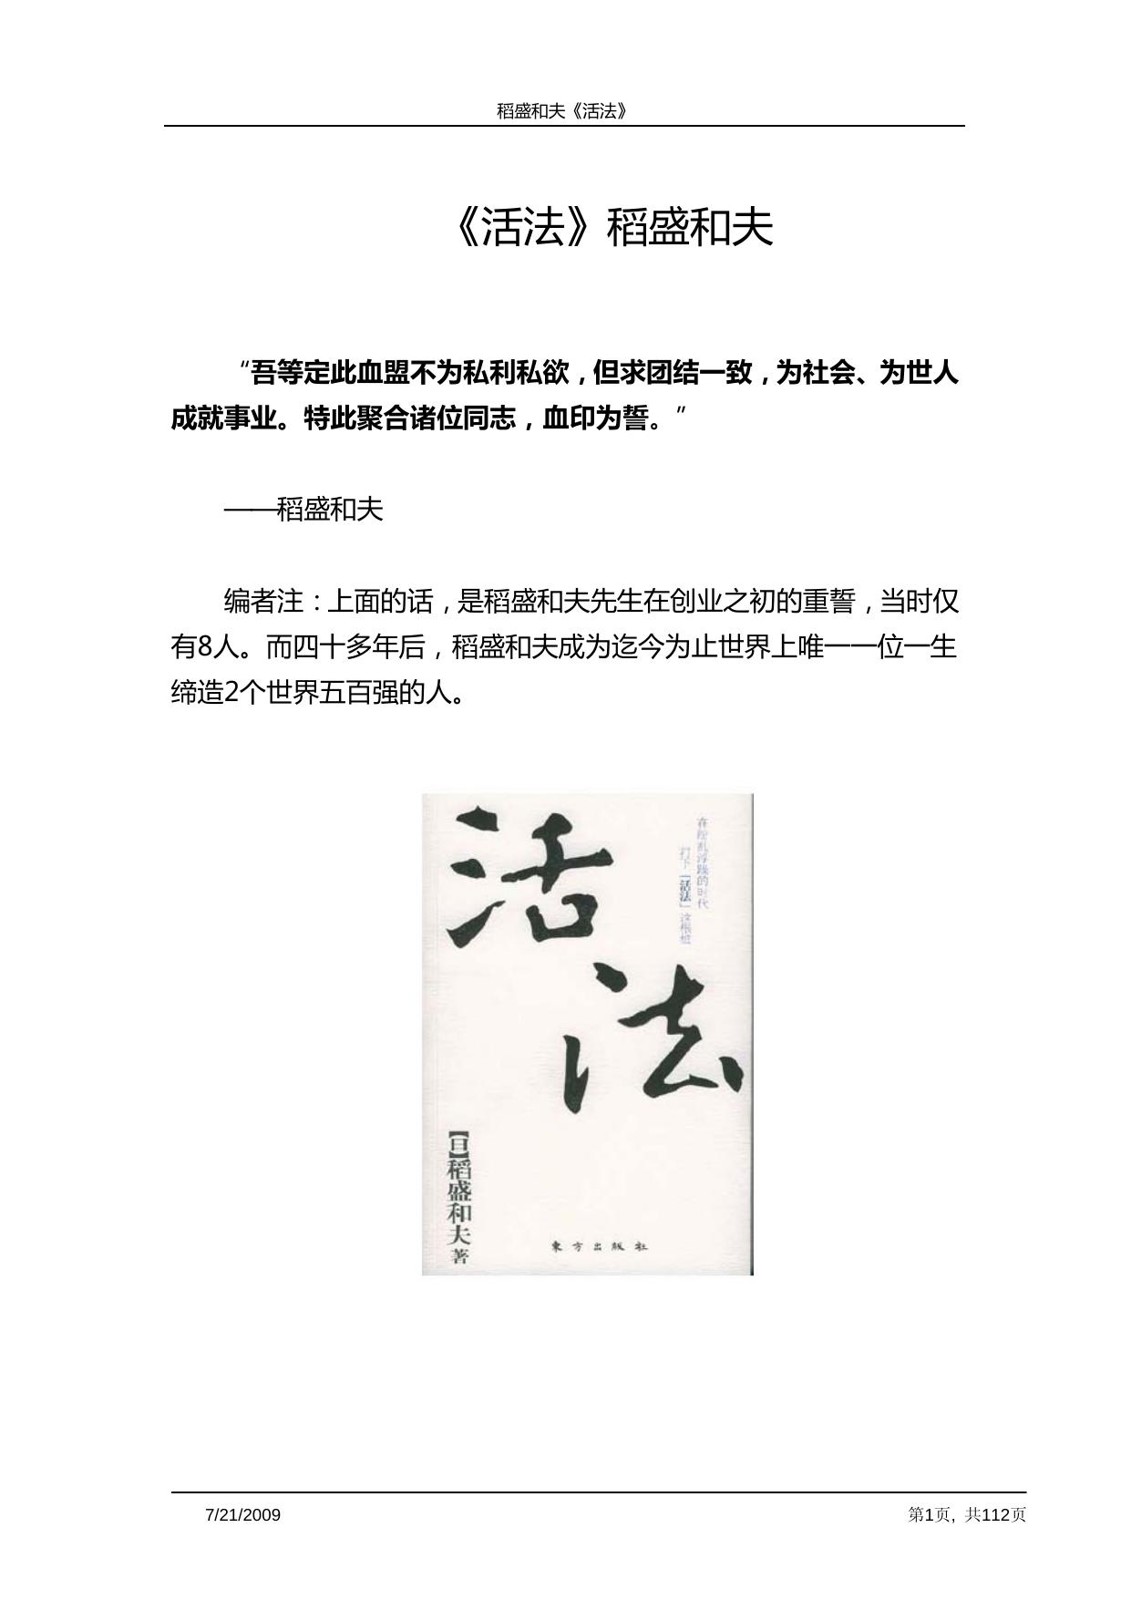 稻盛和夫《活法》
《活法》稻盛和夫
“吾等定此血盟不为私利私欲，但求团结一致，为社会、为世人
成就事业。特此聚合诸位同志，血印为誓。”
——稻盛和夫
编者注：上面的话，是稻盛和夫先生在创业之初的重誓，当时仅
有8人。而四十多年后，稻盛和夫成为迄今为止世界上唯一一位一生
缔造2个世界五百强的人。
活法
在纷乱浮躁的时代
打下「活法」这根桩
【日】稻盛和夫 著
東方出版社
7/21/2009
第1页, 共112页